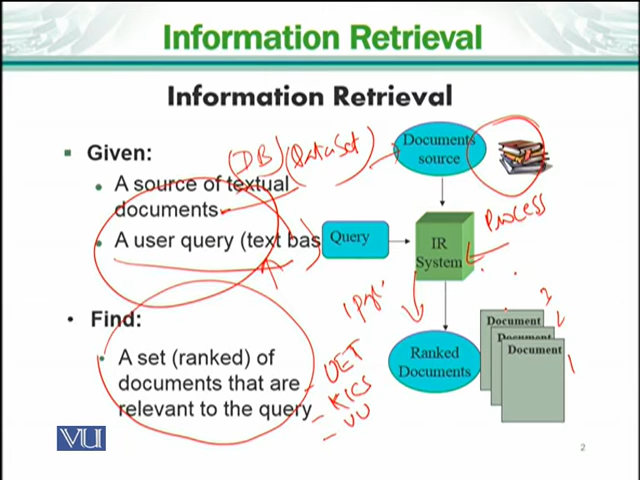 Information Retrieval
Information Retrieval
Given:
(DB) (Dataset)
Documents
source
A source of textual
documents
A user query (text bas
Query
IR
System
Process
Find:
A set (ranked) of
documents that are
relevant to the query
UET
KICS
VU
Ranked
Documents
Document
Document
Document
3
2
1
VU
2